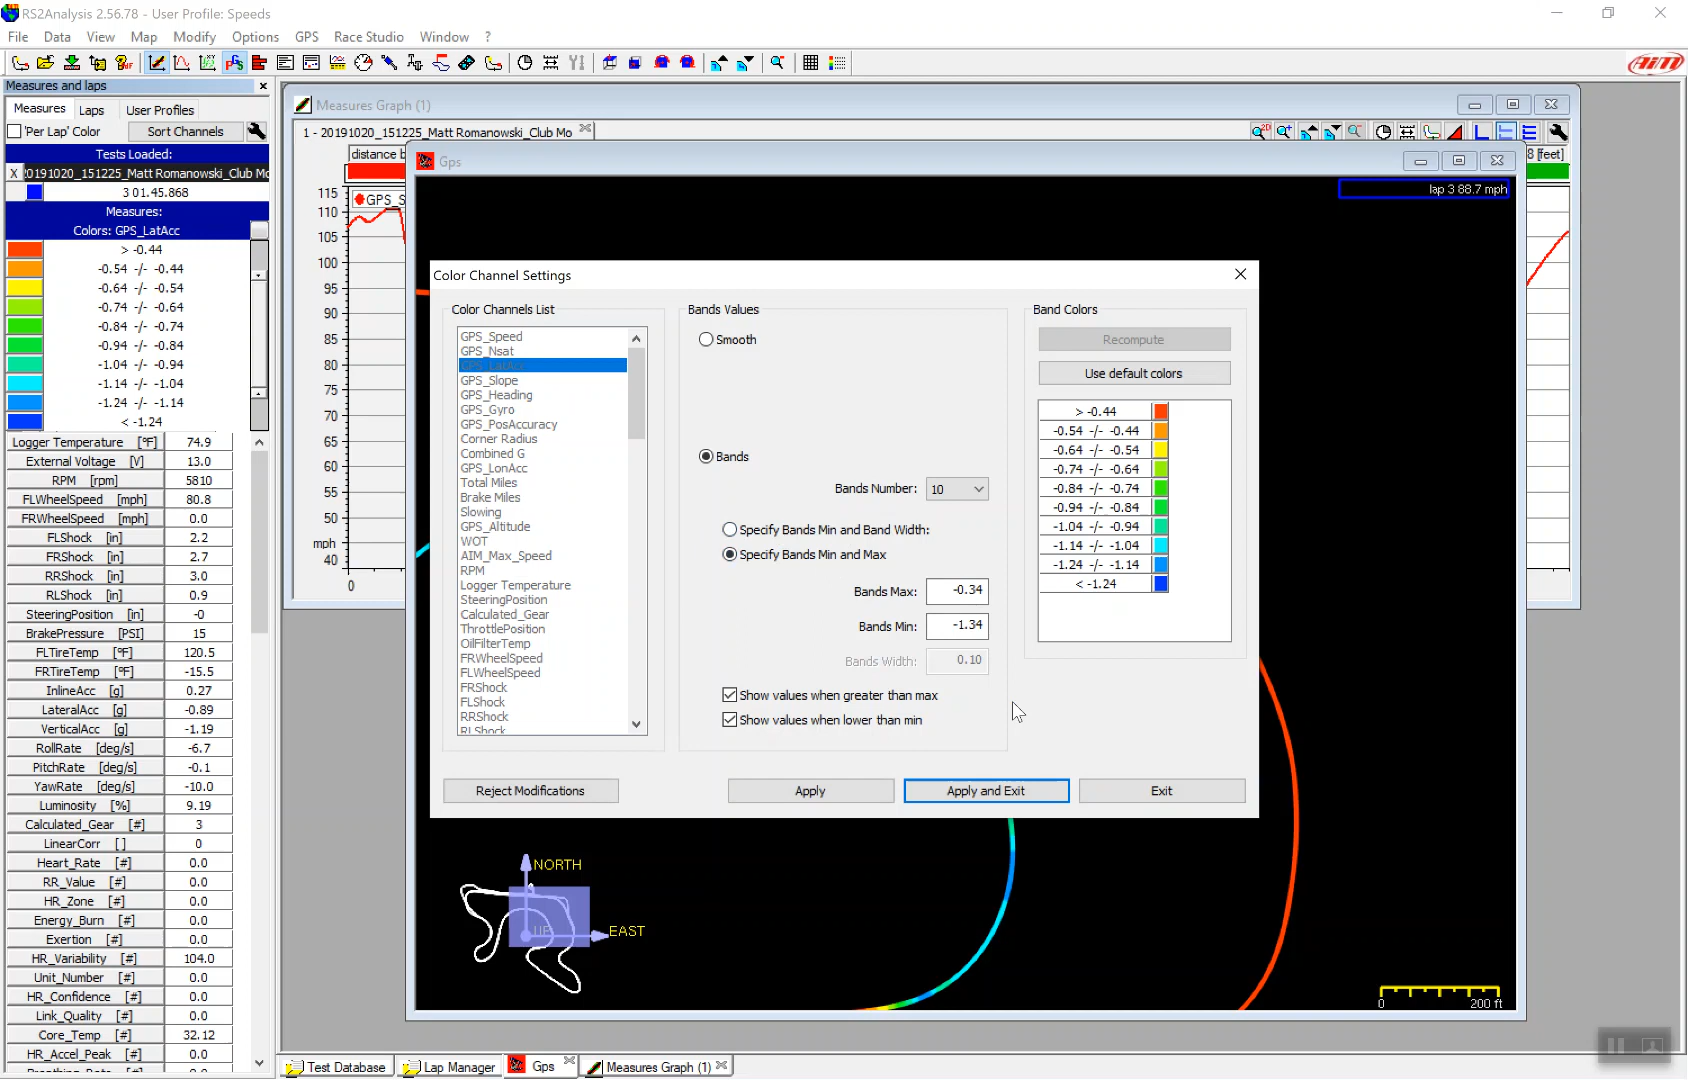 RS2Analysis 2.56.78 - User Profile: Speeds
File Data View Map Modify Options GPS Race Studio Window ?
AiM
Measures and laps
Measures Laps User Profiles
'Per Lap' Color Sort Channels
Tests Loaded:
X 20191020_151225_Matt Romanowski_Club Mo
3 01.45.868
Measures:
Colors: GPS_LatAcc
> -0.44
-0.54 -/- -0.44
-0.64 -/- -0.54
-0.74 -/- -0.64
-0.84 -/- -0.74
-0.94 -/- -0.84
-1.04 -/- -0.94
-1.14 -/- -1.04
-1.24 -/- -1.14
< -1.24
Logger Temperature [ºF] 74.9
External Voltage [V] 13.0
RPM [rpm] 5810
FLWheelSpeed [mph] 80.8
FRWheelSpeed [mph] 0.0
FLShock [in] 2.2
FRShock [in] 2.7
RRShock [in] 3.0
RLShock [in] 0.9
SteeringPosition [in] -0
BrakePressure [PSI] 15
FLTireTemp [ºF] 120.5
FRTireTemp [ºF] -15.5
InlineAcc [g] 0.27
LateralAcc [g] -0.89
VerticalAcc [g] -1.19
RollRate [deg/s] -6.7
PitchRate [deg/s] -0.1
YawRate [deg/s] -10.0
Luminosity [%] 9.19
Calculated_Gear [#] 3
LinearCorr [ ] 0
Heart_Rate [#] 0.0
RR_Value [#] 0.0
HR_Zone [#] 0.0
Energy_Burn [#] 0.0
Exertion [#] 0.0
HR_Variability [#] 104.0
Unit_Number [#] 0.0
HR_Confidence [#] 0.0
Link_Quality [#] 0.0
Core_Temp [#] 32.12
HR_Accel_Peak [#] 0.0
Measures Graph (1)
1 - 20191020_151225_Matt Romanowski_Club Mo
distance b
8 [feet]
GPS_S
115
110
105
100
95
90
85
80
75
70
65
60
55
50
mph
40
0
Gps
lap 3 88.7 mph
Color Channel Settings
Color Channels List
GPS_Speed
GPS_Nsat
GPS_LatAcc
GPS_Slope
GPS_Heading
GPS_Gyro
GPS_PosAccuracy
Corner Radius
Combined G
GPS_LonAcc
Total Miles
Brake Miles
Slowing
GPS_Altitude
WOT
AIM_Max_Speed
RPM
Logger Temperature
SteeringPosition
Calculated_Gear
ThrottlePosition
OilFilterTemp
FRWheelSpeed
FLWheelSpeed
FRShock
FLShock
RRShock
RLShock
Bands Values
Smooth
Bands
Bands Number: 10
Specify Bands Min and Band Width:
Specify Bands Min and Max
Bands Max: -0.34
Bands Min: -1.34
Bands Width: 0.10
Show values when greater than max
Show values when lower than min
Band Colors
Recompute
Use default colors
> -0.44
-0.54 -/- -0.44
-0.64 -/- -0.54
-0.74 -/- -0.64
-0.84 -/- -0.74
-0.94 -/- -0.84
-1.04 -/- -0.94
-1.14 -/- -1.04
-1.24 -/- -1.14
< -1.24
Reject Modifications Apply Apply and Exit Exit
NORTH
UP
EAST
0 200 ft
Test Database Lap Manager Gps Measures Graph (1)